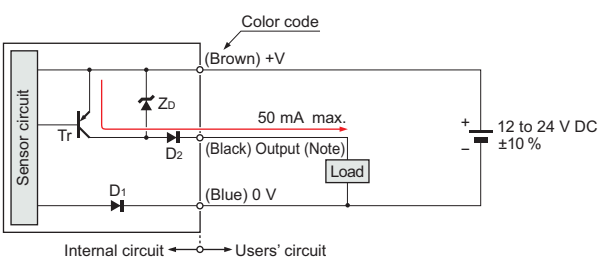 Color code
(Brown) +V
Sensor circuit
ZD
Tr
50 mA max.
D2
(Black) Output (Note)
Load
+
−
12 to 24 V DC
±10 %
D1
(Blue) 0 V
Internal circuit
Users' circuit